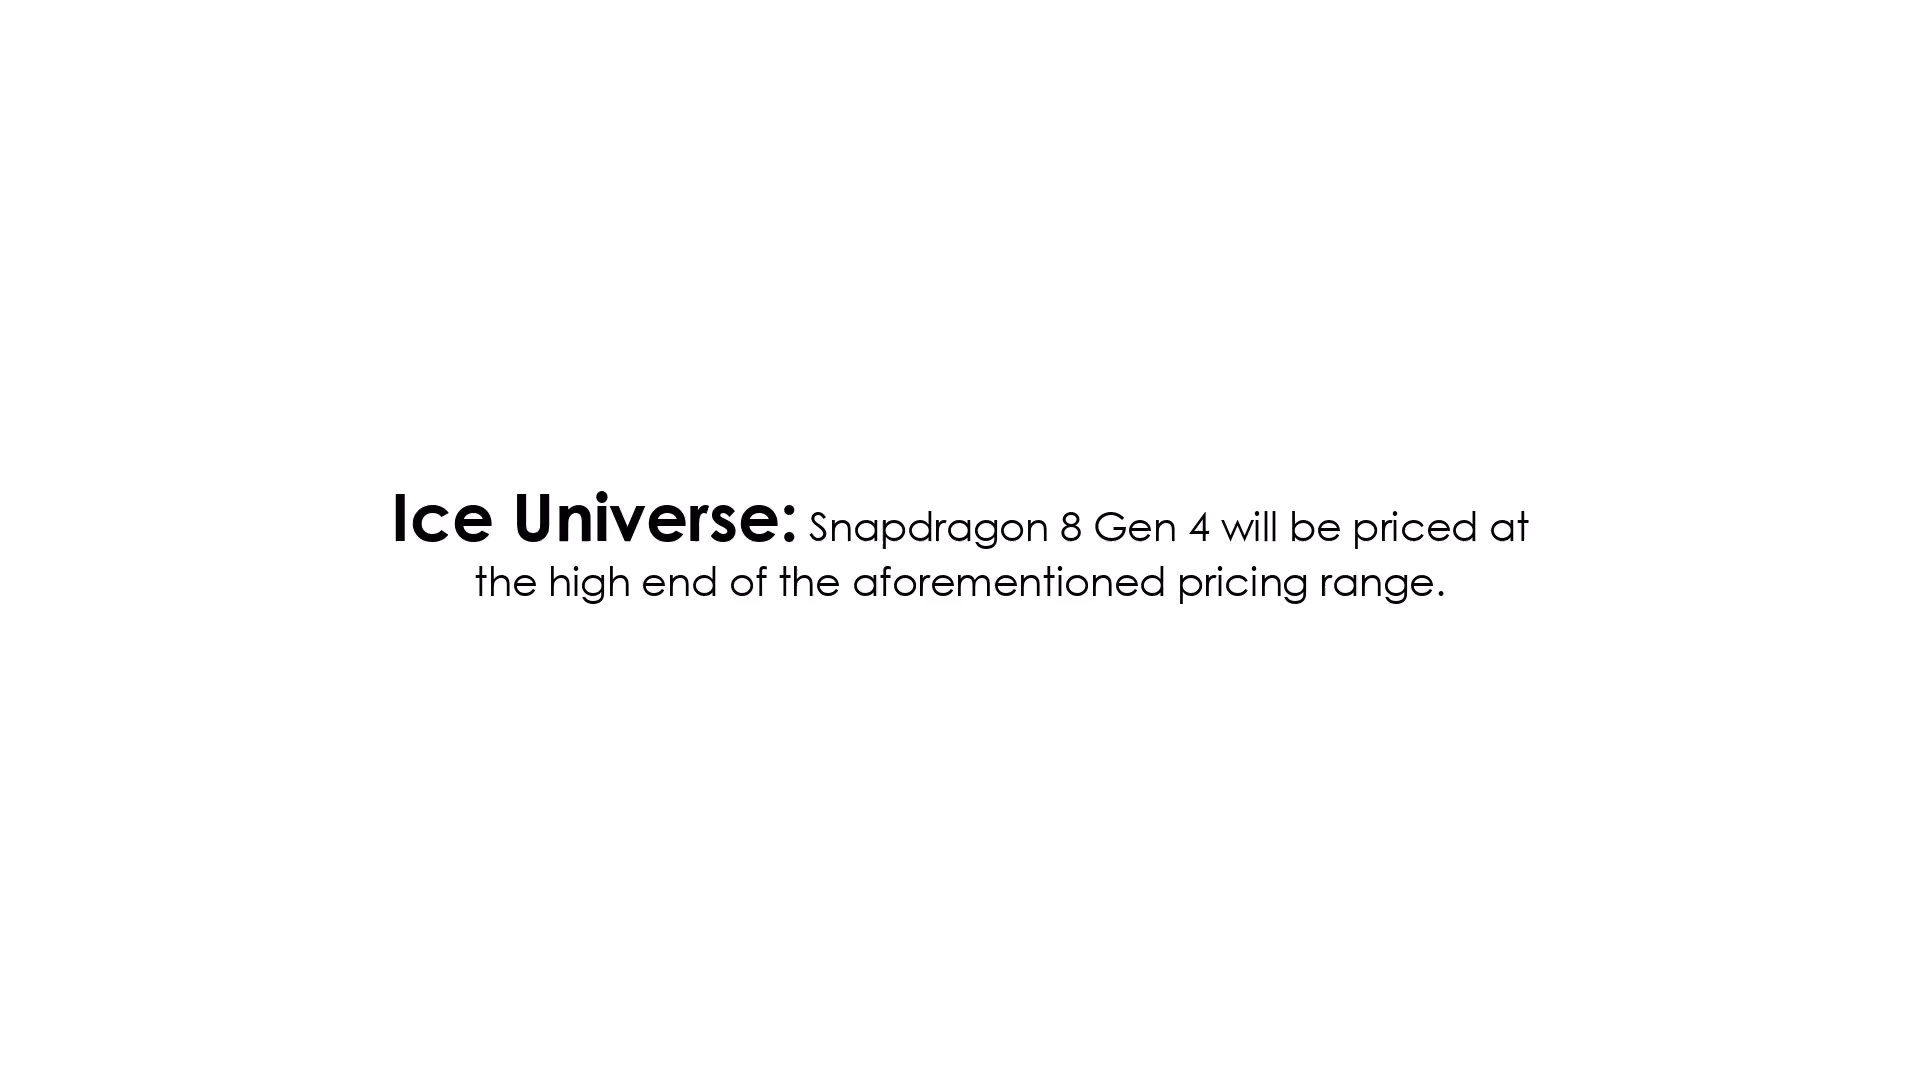 Ice Universe: Snapdragon 8 Gen 4 will be priced at
the high end of the aforementioned pricing range.